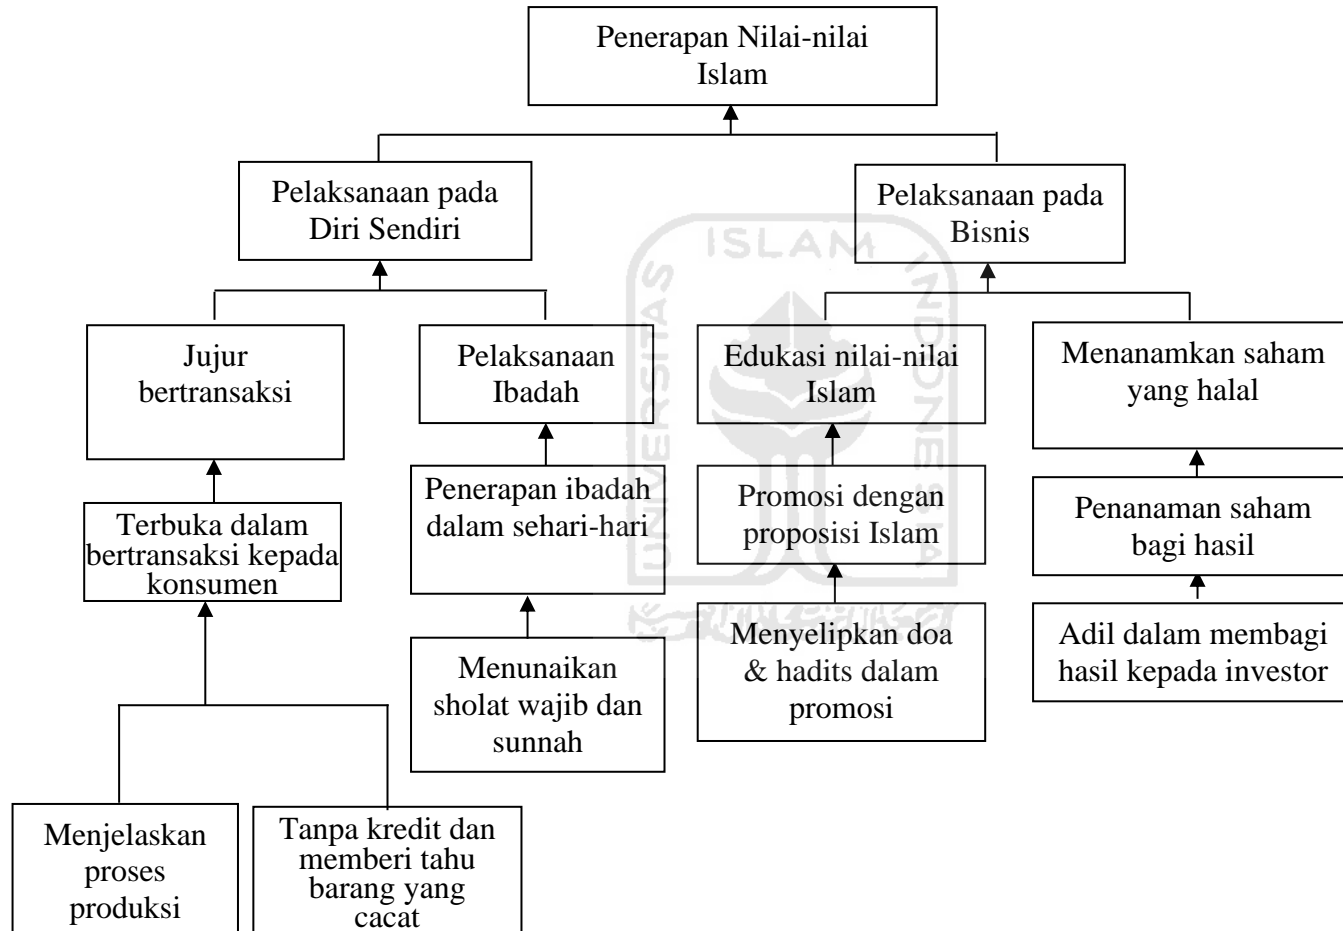 Penerapan Nilai-nilai
Islam
Pelaksanaan pada
Diri Sendiri
Pelaksanaan pada
Bisnis
Jujur
bertransaksi
Pelaksanaan
Ibadah
Edukasi nilai-nilai
Islam
Menanamkan saham
yang halal
Terbuka dalam
bertransaksi kepada
konsumen
Penerapan ibadah
dalam sehari-hari
Promosi dengan
proposisi Islam
Penanaman saham
bagi hasil
Menunaikan
sholat wajib dan
sunnah
Menyelipkan doa
& hadits dalam
promosi
Adil dalam membagi
hasil kepada investor
Menjelaskan
proses
produksi
Tanpa kredit dan
memberi tahu
barang yang
cacat
UNIVERSITAS ISLAM INDONESIA